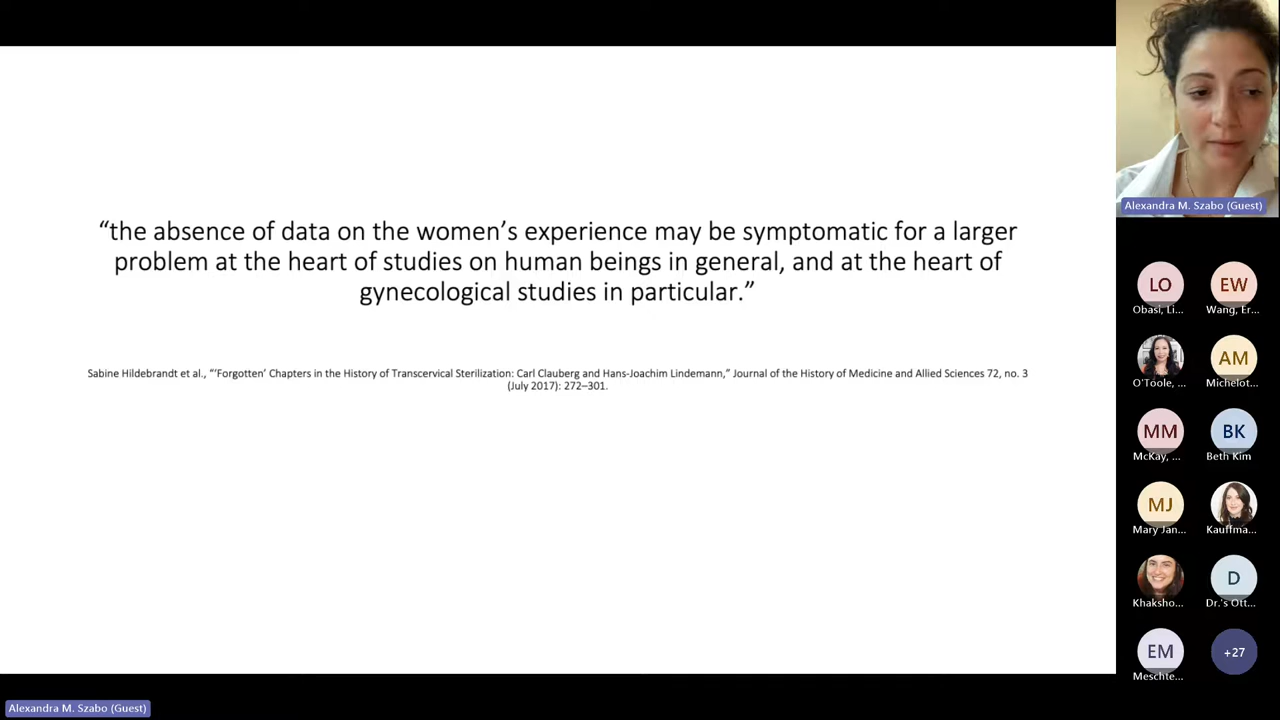 “the absence of data on the women’s experience may be symptomatic for a larger
problem at the heart of studies on human beings in general, and at the heart of
gynecological studies in particular.”
Sabine Hildebrandt et al., “‘Forgotten’ Chapters in the History of Transcervical Sterilization: Carl Clauberg and Hans-Joachim Lindemann,” Journal of the History of Medicine and Allied Sciences 72, no. 3
(July 2017): 272–301.
Alexandra M. Szabo (Guest)
LO EW
Obasi, Li... Wang, Er...
AM
O'Toole, ... Michelot...
MM BK
McKay, ... Beth Kim
MJ
Mary Jan... Kauffma...
D
Khaksho... Dr.'s Ott...
EM +27
Meschte...
Alexandra M. Szabo (Guest)